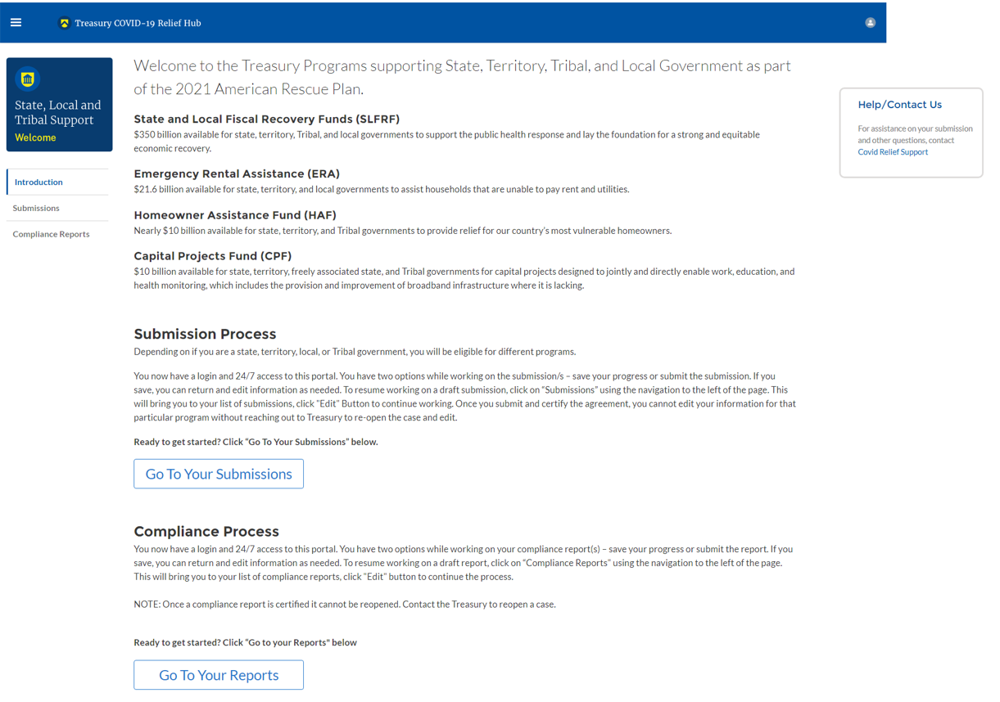 Treasury COVID-19 Relief Hub
State, Local and
Tribal Support
Welcome
Introduction
Submissions
Compliance Reports
Welcome to the Treasury Programs supporting State, Territory, Tribal, and Local Government as part
of the 2021 American Rescue Plan.
State and Local Fiscal Recovery Funds (SLFRF)
$350 billion available for state, territory, Tribal, and local governments to support the public health response and lay the foundation for a strong and equitable
economic recovery.
Emergency Rental Assistance (ERA)
$21.6 billion available for state, territory, and local governments to assist households that are unable to pay rent and utilities.
Homeowner Assistance Fund (HAF)
Nearly $10 billion available for state, territory, and Tribal governments to provide relief for our country's most vulnerable homeowners.
Capital Projects Fund (CPF)
$10 billion available for state, territory, freely associated state, and Tribal governments for capital projects designed to jointly and directly enable work, education, and
health monitoring, which includes the provision and improvement of broadband infrastructure where it is lacking.
Submission Process
Depending on if you are a state, territory, local, or Tribal government, you will be eligible for different programs.
You now have a login and 24/7 access to this portal. You have two options while working on the submission/s – save your progress or submit the submission. If you
save, you can return and edit information as needed. To resume working on a draft submission, click on “Submissions” using the navigation to the left of the page. This
will bring you to your list of submissions, click "Edit" Button to continue working. Once you submit and certify the agreement, you cannot edit your information for that
particular program without reaching out to Treasury to re-open the case and edit.
Ready to get started? Click “Go To Your Submissions” below.
Go To Your Submissions
Compliance Process
You now have a login and 24/7 access to this portal. You have two options while working on your compliance report(s) – save your progress or submit the report. If you
save, you can return and edit information as needed. To resume working on a draft report, click on “Compliance Reports” using the navigation to the left of the page.
This will bring you to your list of compliance reports, click "Edit" button to continue the process.
NOTE: Once a compliance report is certified it cannot be reopened. Contact the Treasury to reopen a case.
Ready to get started? Click “Go to your Reports" below
Go To Your Reports
Help/Contact Us
For assistance on your submission
and other questions, contact
Covid Relief Support